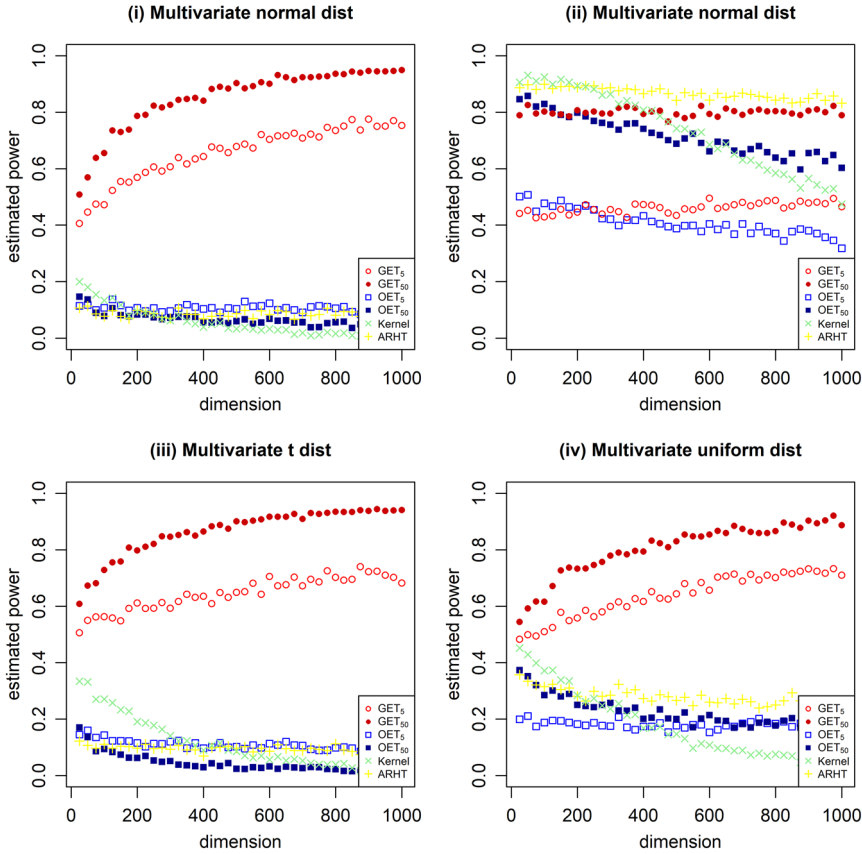 (i) Multivariate normal dist
estimated power
0.0 0.2 0.4 0.6 0.8 1.0
0 200 400 600 800 1000
dimension
GET5
GET50
OET5
OET50
Kernel
ARHT
(ii) Multivariate normal dist
estimated power
0.0 0.2 0.4 0.6 0.8 1.0
0 200 400 600 800 1000
dimension
GET5
GET50
OET5
OET50
Kernel
ARHT
(iii) Multivariate t dist
estimated power
0.0 0.2 0.4 0.6 0.8 1.0
0 200 400 600 800 1000
dimension
GET5
GET50
OET5
OET50
Kernel
ARHT
(iv) Multivariate uniform dist
estimated power
0.0 0.2 0.4 0.6 0.8 1.0
0 200 400 600 800 1000
dimension
GET5
GET50
OET5
OET50
Kernel
ARHT